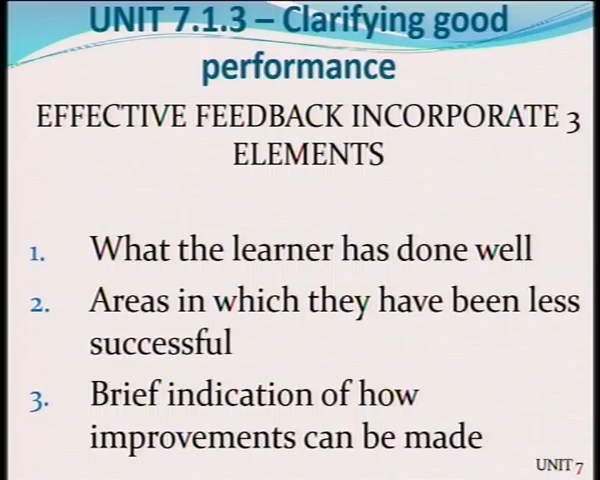 UNIT 7.1.3 – Clarifying good
performance
EFFECTIVE FEEDBACK INCORPORATE 3
ELEMENTS
1. What the learner has done well
2. Areas in which they have been less
successful
3. Brief indication of how
improvements can be made
UNIT 7